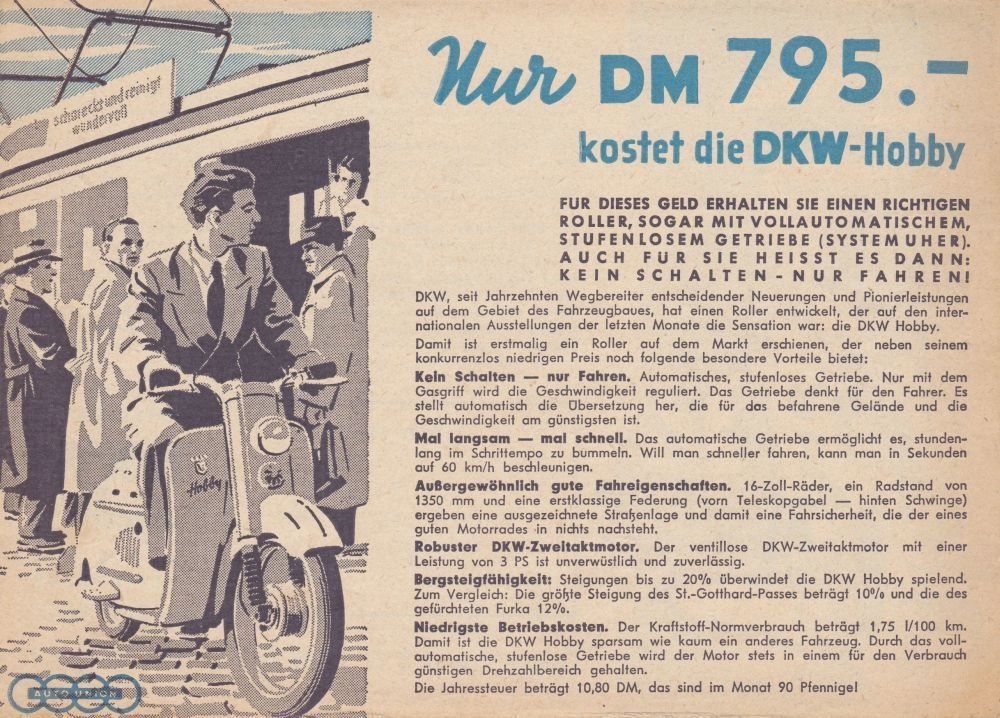 scheuert und reinigt
wundervoll
Nur DM 795.–
kostet die DKW-Hobby
FUR DIESES GELD ERHALTEN SIE EINEN RICHTIGEN
ROLLER, SOGAR MIT VOLLAUTOMATISCHEM,
STUFENLOSEM GETRIEBE (SYSTEM UHER).
AUCH FUR SIE HEISST ES DANN:
KEIN SCHALTEN - NUR FAHREN!
DKW, seit Jahrzehnten Wegbereiter entscheidender Neuerungen und Pionierleistungen
auf dem Gebiet des Fahrzeugbaues, hat einen Roller entwickelt, der auf den inter-
nationalen Ausstellungen der letzten Monate die Sensation war: die DKW Hobby.
Damit ist erstmalig ein Roller auf dem Markt erschienen, der neben seinem
konkurrenzlos niedrigen Preis noch folgende besondere Vorteile bietet:
Kein Schalten — nur Fahren. Automatisches, stufenloses Getriebe. Nur mit dem
Gasgriff wird die Geschwindigkeit reguliert. Das Getriebe denkt für den Fahrer. Es
stellt automatisch die Übersetzung her, die für das befahrene Gelände und die
Geschwindigkeit am günstigsten ist.
Mal langsam — mal schnell. Das automatische Getriebe ermöglicht es, stunden-
lang im Schrittempo zu bummeln. Will man schneller fahren, kann man in Sekunden
auf 60 km/h beschleunigen.
Außergewöhnlich gute Fahreigenschaften. 16-Zoll-Räder, ein Radstand von
1350 mm und eine erstklassige Federung (vorn Teleskopgabel — hinten Schwinge)
ergeben eine ausgezeichnete Straßenlage und damit eine Fahrsicherheit, die der eines
guten Motorrades in nichts nachsteht.
Robuster DKW-Zweitaktmotor. Der ventillose DKW-Zweitaktmotor mit einer
Leistung von 3 PS ist unverwüstlich und zuverlässig.
Bergsteigfähigkeit: Steigungen bis zu 20% überwindet die DKW Hobby spielend.
Zum Vergleich: Die größte Steigung des St.-Gotthard-Passes beträgt 10% und die des
gefürchteten Furka 12%.
Niedrigste Betriebskosten. Der Kraftstoff-Normverbrauch beträgt 1,75 l/100 km.
Damit ist die DKW Hobby sparsam wie kaum ein anderes Fahrzeug. Durch das voll-
automatische, stufenlose Getriebe wird der Motor stets in einem für den Verbrauch
günstigen Drehzahlbereich gehalten.
Die Jahressteuer beträgt 10,80 DM, das sind im Monat 90 Pfennige!
Hobby
AUTO UNION